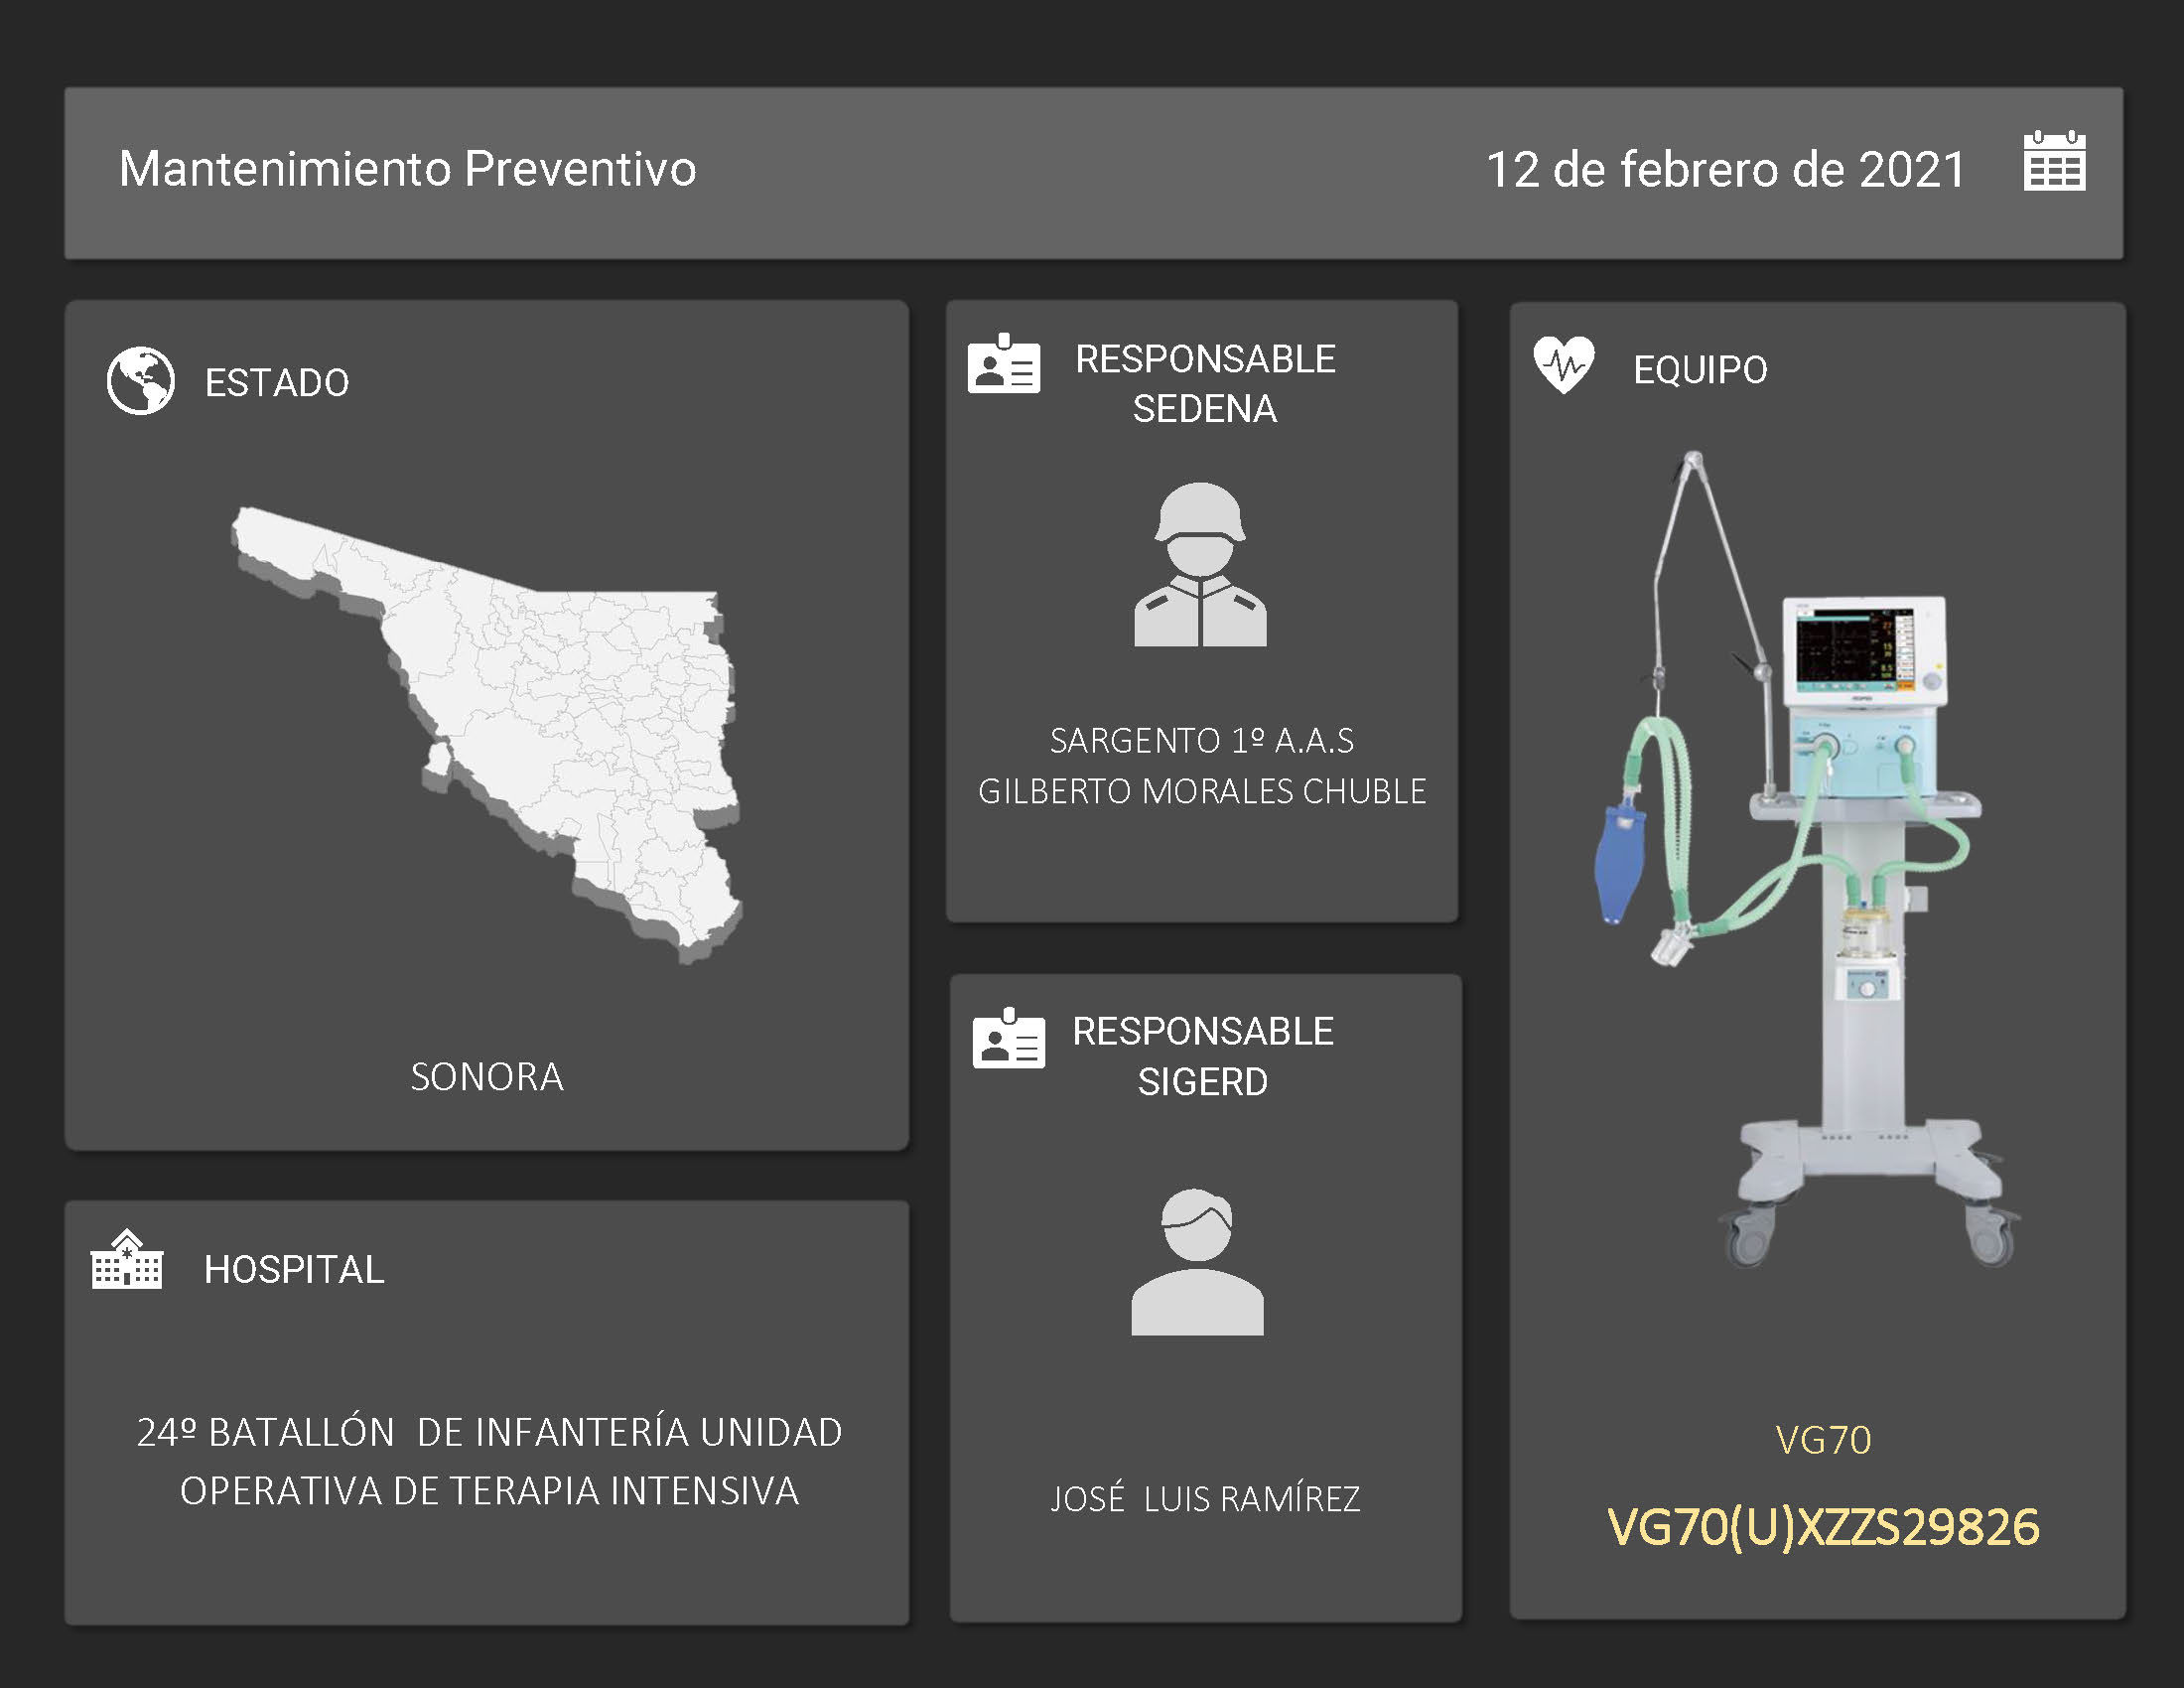 Mantenimiento Preventivo
12 de febrero de 2021
ESTADO
SONORA
HOSPITAL
24º BATALLÓN  DE INFANTERÍA UNIDAD
OPERATIVA DE TERAPIA INTENSIVA
RESPONSABLE
SEDENA
SARGENTO 1º A.A.S
GILBERTO MORALES CHUBLE
RESPONSABLE
SIGERD
JOSÉ  LUIS RAMÍREZ
EQUIPO
VG70
VG70(U)XZZS29826